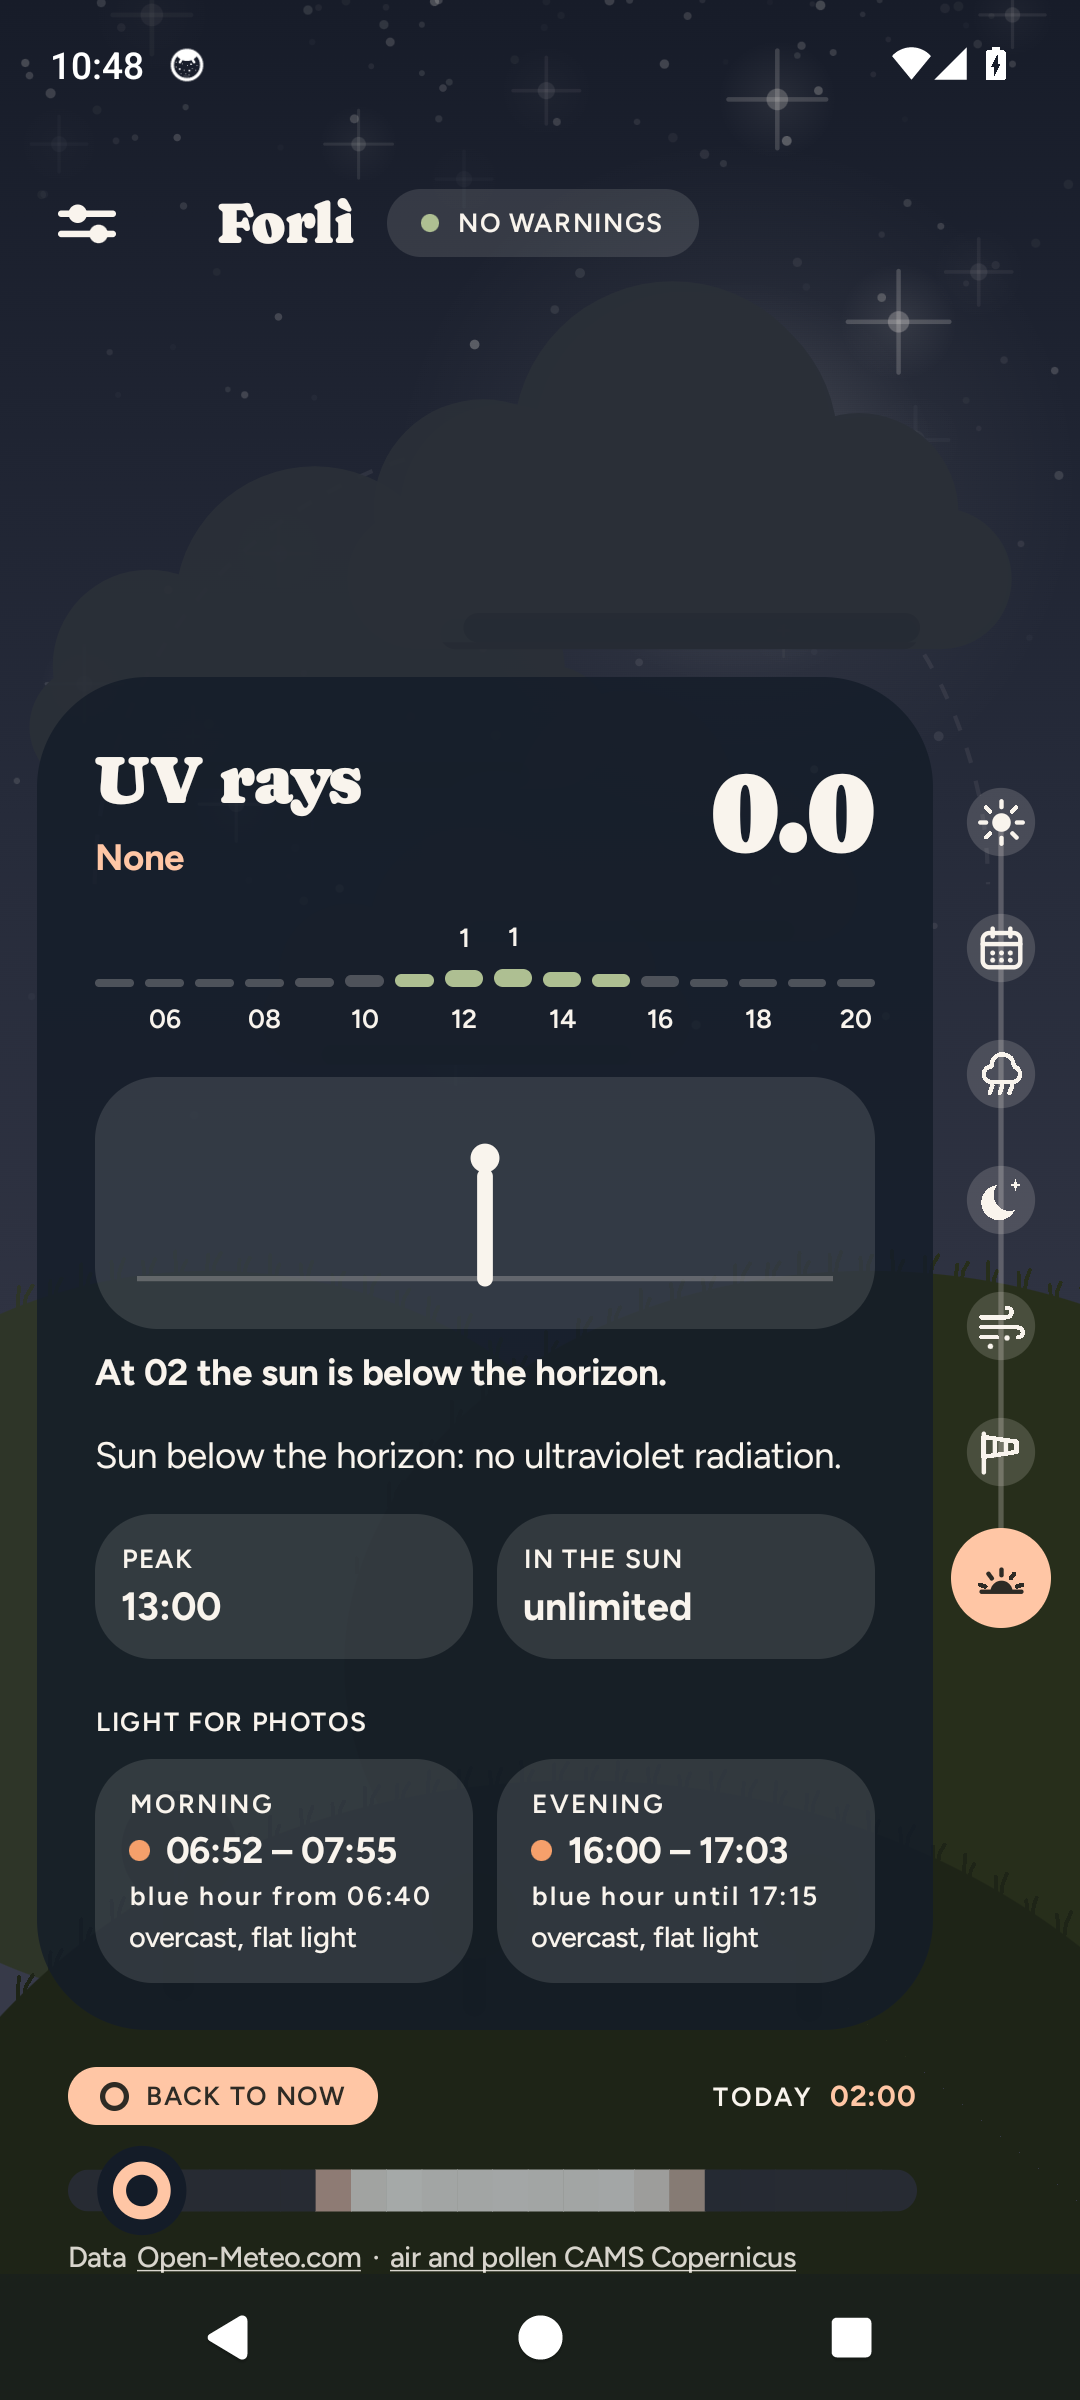 10:48
Forlì
NO WARNINGS
UV rays
0.0
None
1 1
06 08 10 12 14 16 18 20
At 02 the sun is below the horizon.
Sun below the horizon: no ultraviolet radiation.
PEAK
13:00
IN THE SUN
unlimited
LIGHT FOR PHOTOS
MORNING
06:52 – 07:55
blue hour from 06:40
overcast, flat light
EVENING
16:00 – 17:03
blue hour until 17:15
overcast, flat light
BACK TO NOW
TODAY 02:00
Data Open-Meteo.com · air and pollen CAMS Copernicus